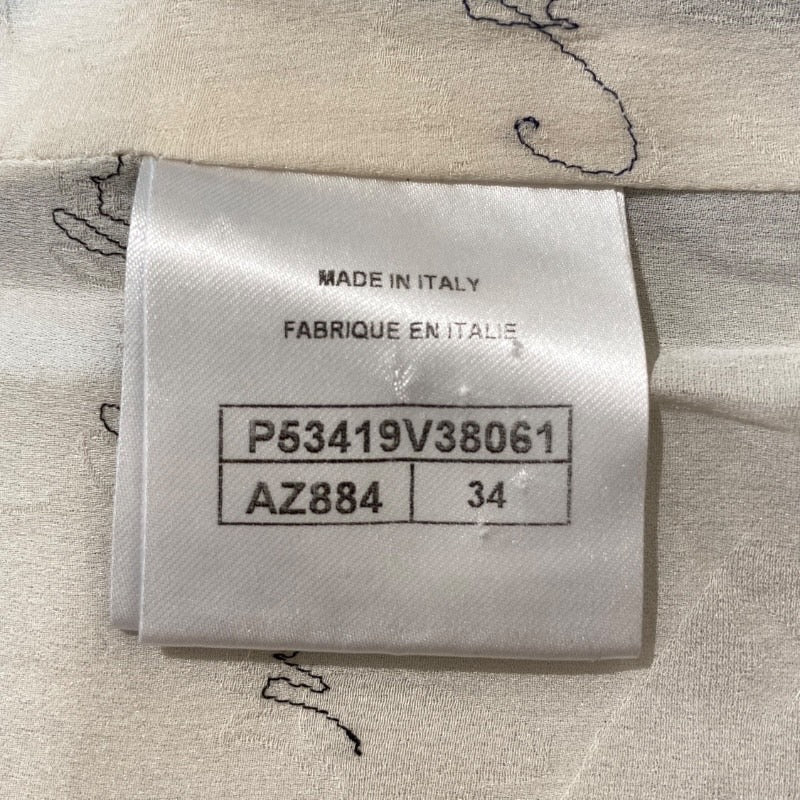 MADE IN ITALY
FABRIQUE EN ITALIE
P53419V38061
AZ884 34